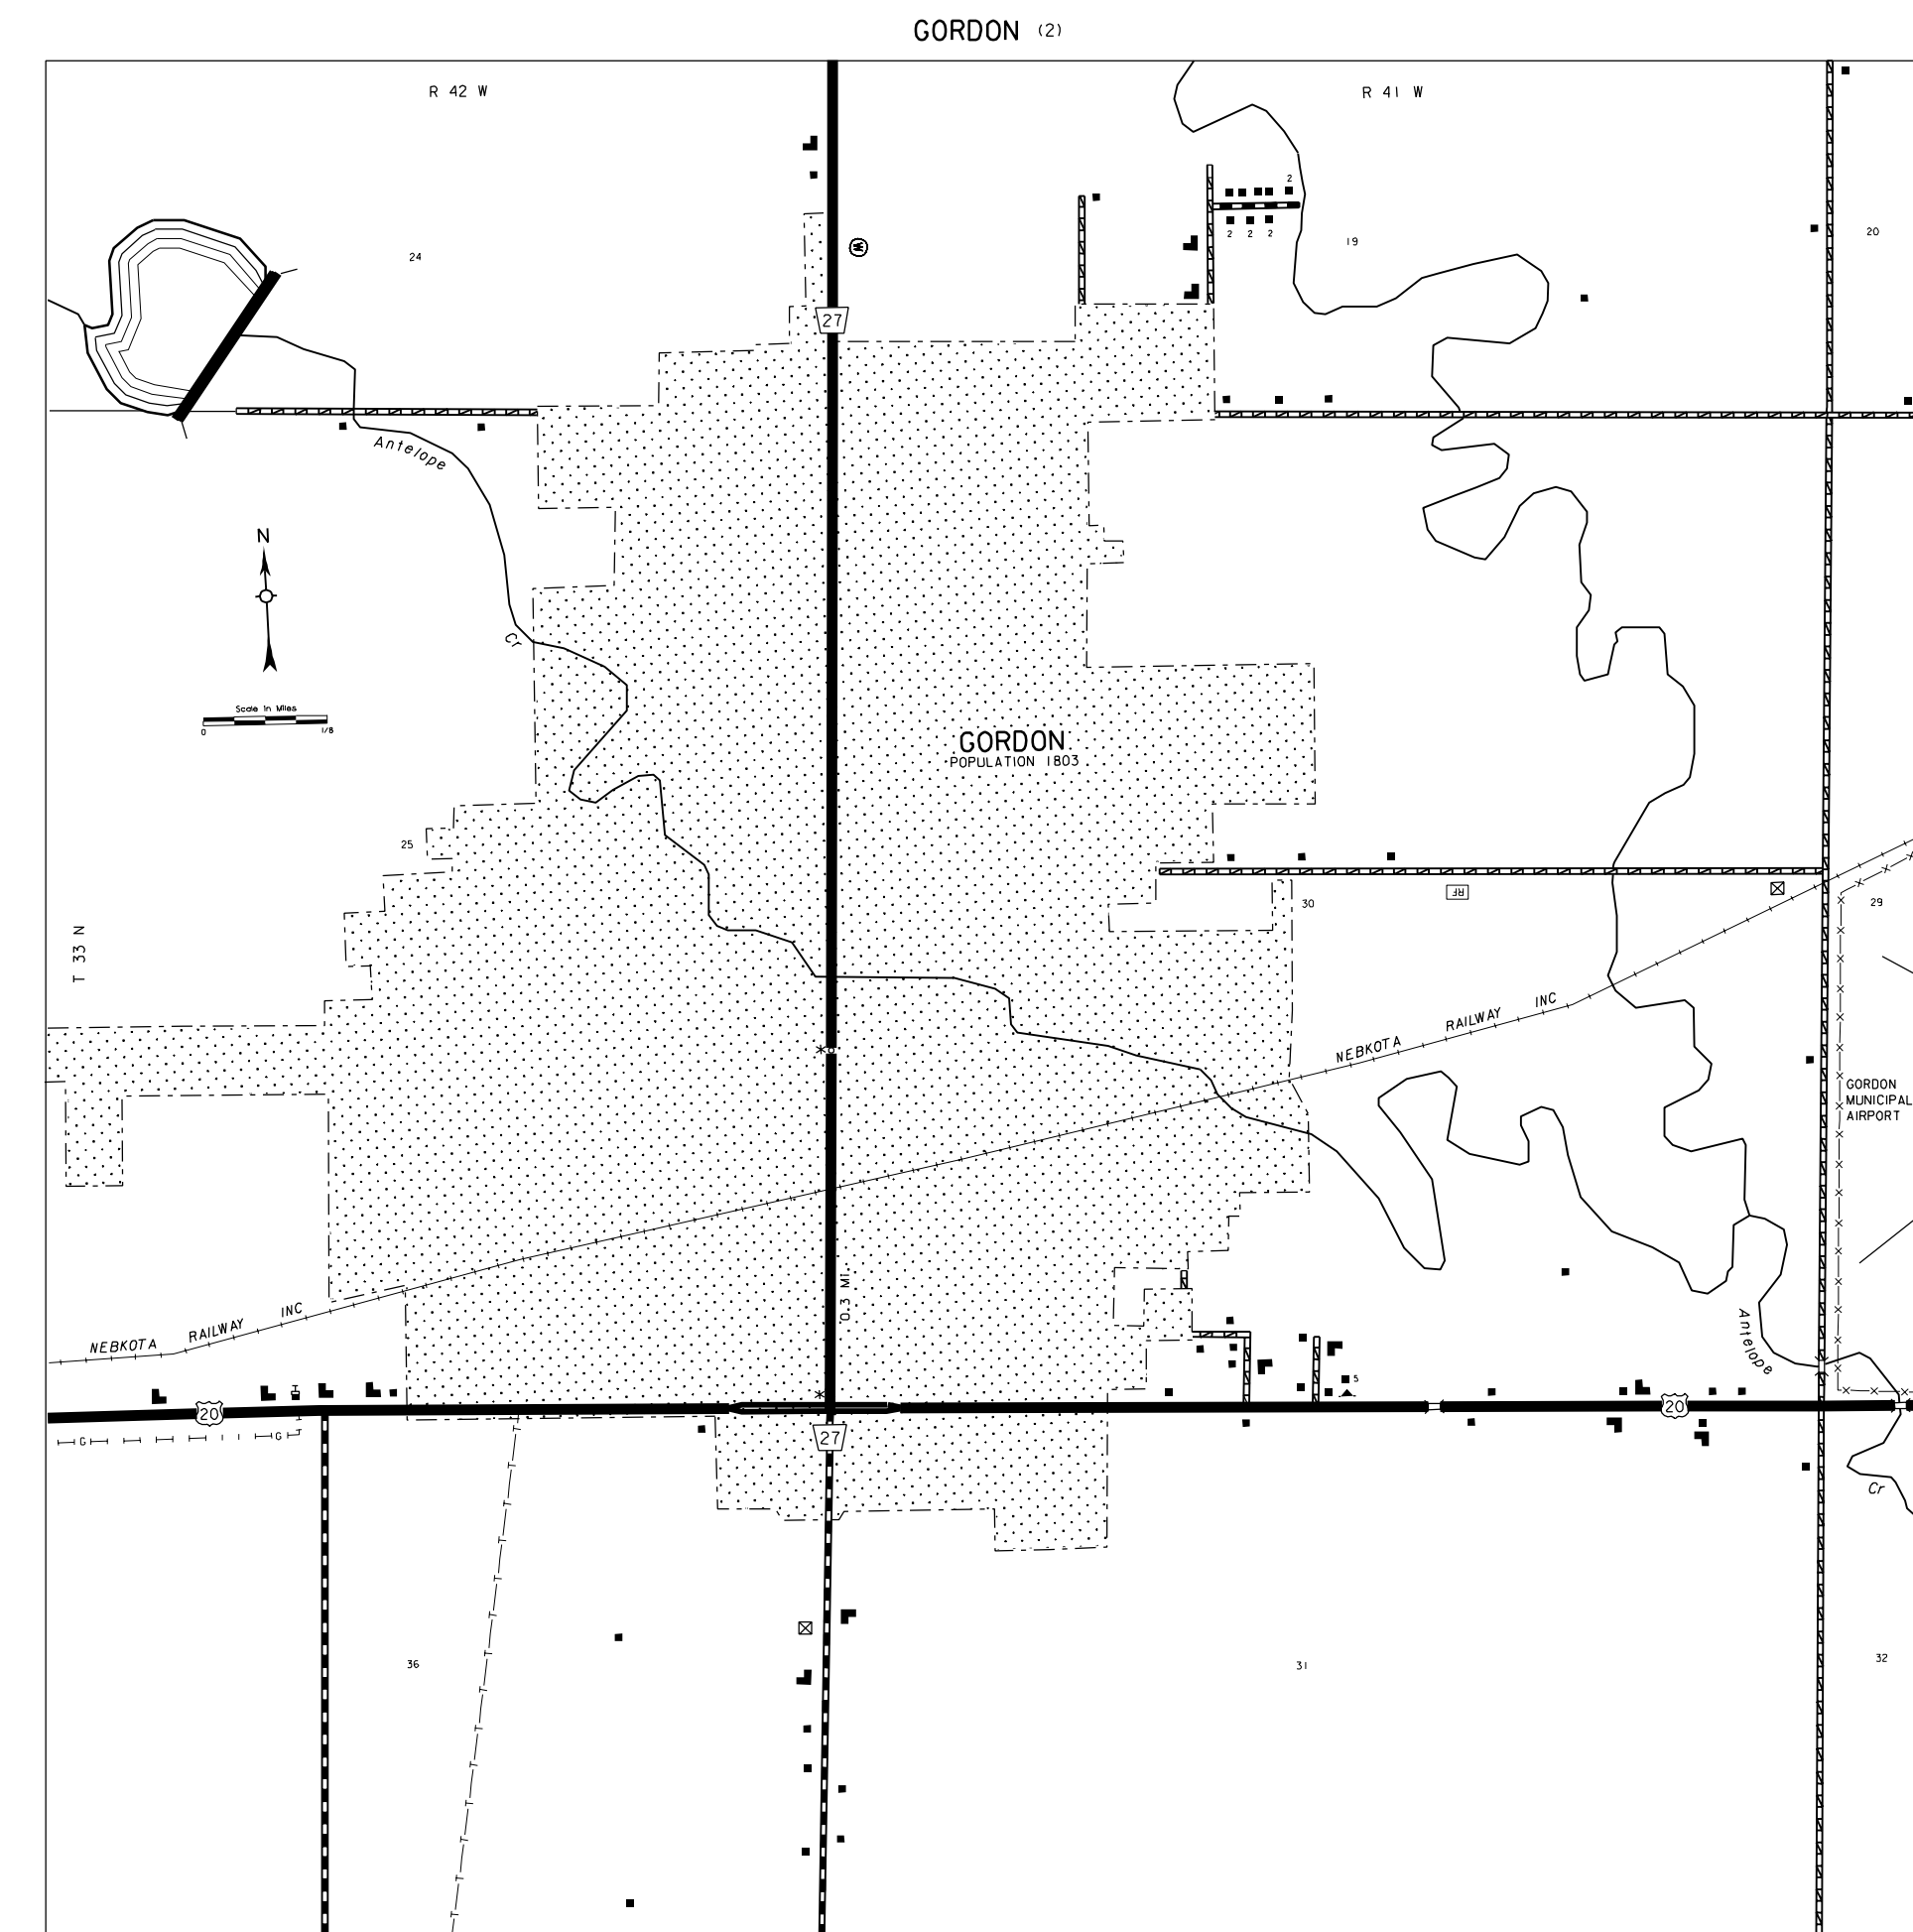 GORDON (2)
R 42 W
R 41 W
2
2 2 2
19
20
24
27
Antelope
N
Cr
Scale In Miles
0 1/8
GORDON
POPULATION 1803
25
30
RF
29
T 33 N
NEBKOTA RAILWAY INC
GORDON
MUNICIPAL
AIRPORT
0.3 MI.
NEBKOTA RAILWAY INC
Antelope
5
20
20
G G
27
Cr
36
31
32
W
T T T T T T T T T T T